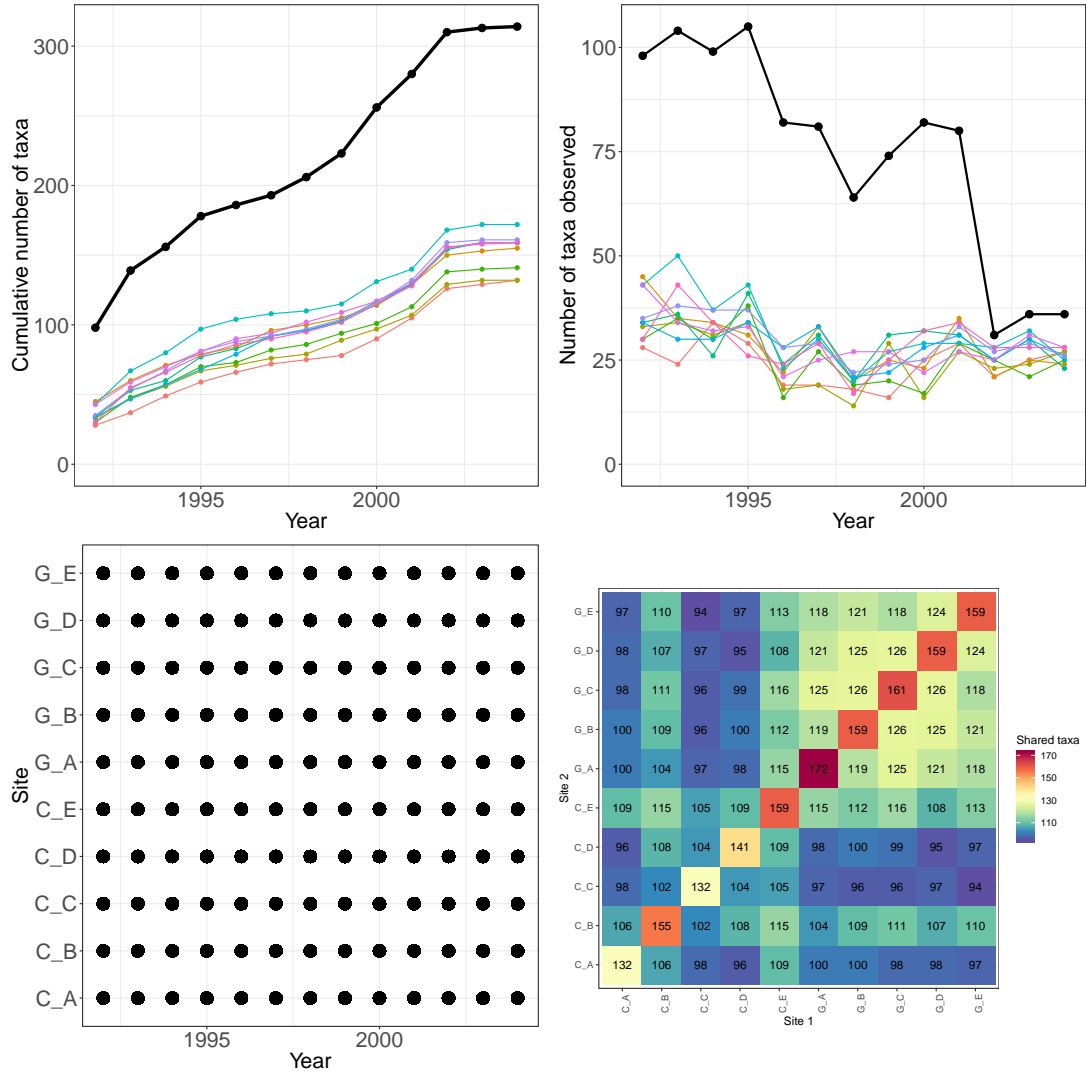 Cumulative number of taxa
300
200
100
0
1995 2000
Year
Number of taxa observed
100
75
50
25
0
1995 2000
Year
Site
G_E
G_D
G_C
G_B
G_A
C_E
C_D
C_C
C_B
C_A
1995 2000
Year
Site 2
G_E 97 110 94 97 113 118 121 118 124 159
G_D 98 107 97 95 108 121 125 126 159 124
G_C 98 111 96 99 116 125 126 161 126 118
G_B 100 109 96 100 112 119 159 126 125 121
G_A 100 104 97 98 115 172 119 125 121 118
C_E 109 115 105 109 159 115 112 116 108 113
C_D 96 108 104 141 109 98 100 99 95 97
C_C 98 102 132 104 105 97 96 96 97 94
C_B 106 155 102 108 115 104 109 111 107 110
C_A 132 106 98 96 109 100 100 98 98 97
C_A C_B C_C C_D C_E G_A G_B G_C G_D G_E
Site 1
Shared taxa
170
150
130
110